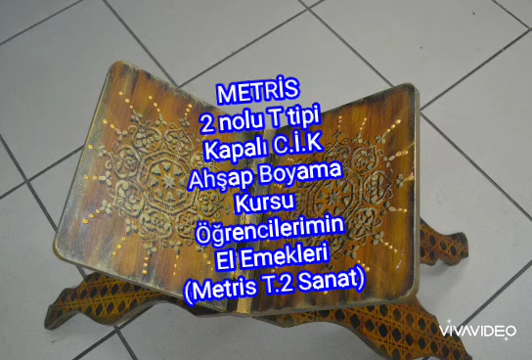 METRİS
2 nolu T tipi
Kapalı C.İ.K
Ahşap Boyama
Kursu
Öğrencilerimin
El Emekleri
(Metris T.2 Sanat)
VIVAVIDEO